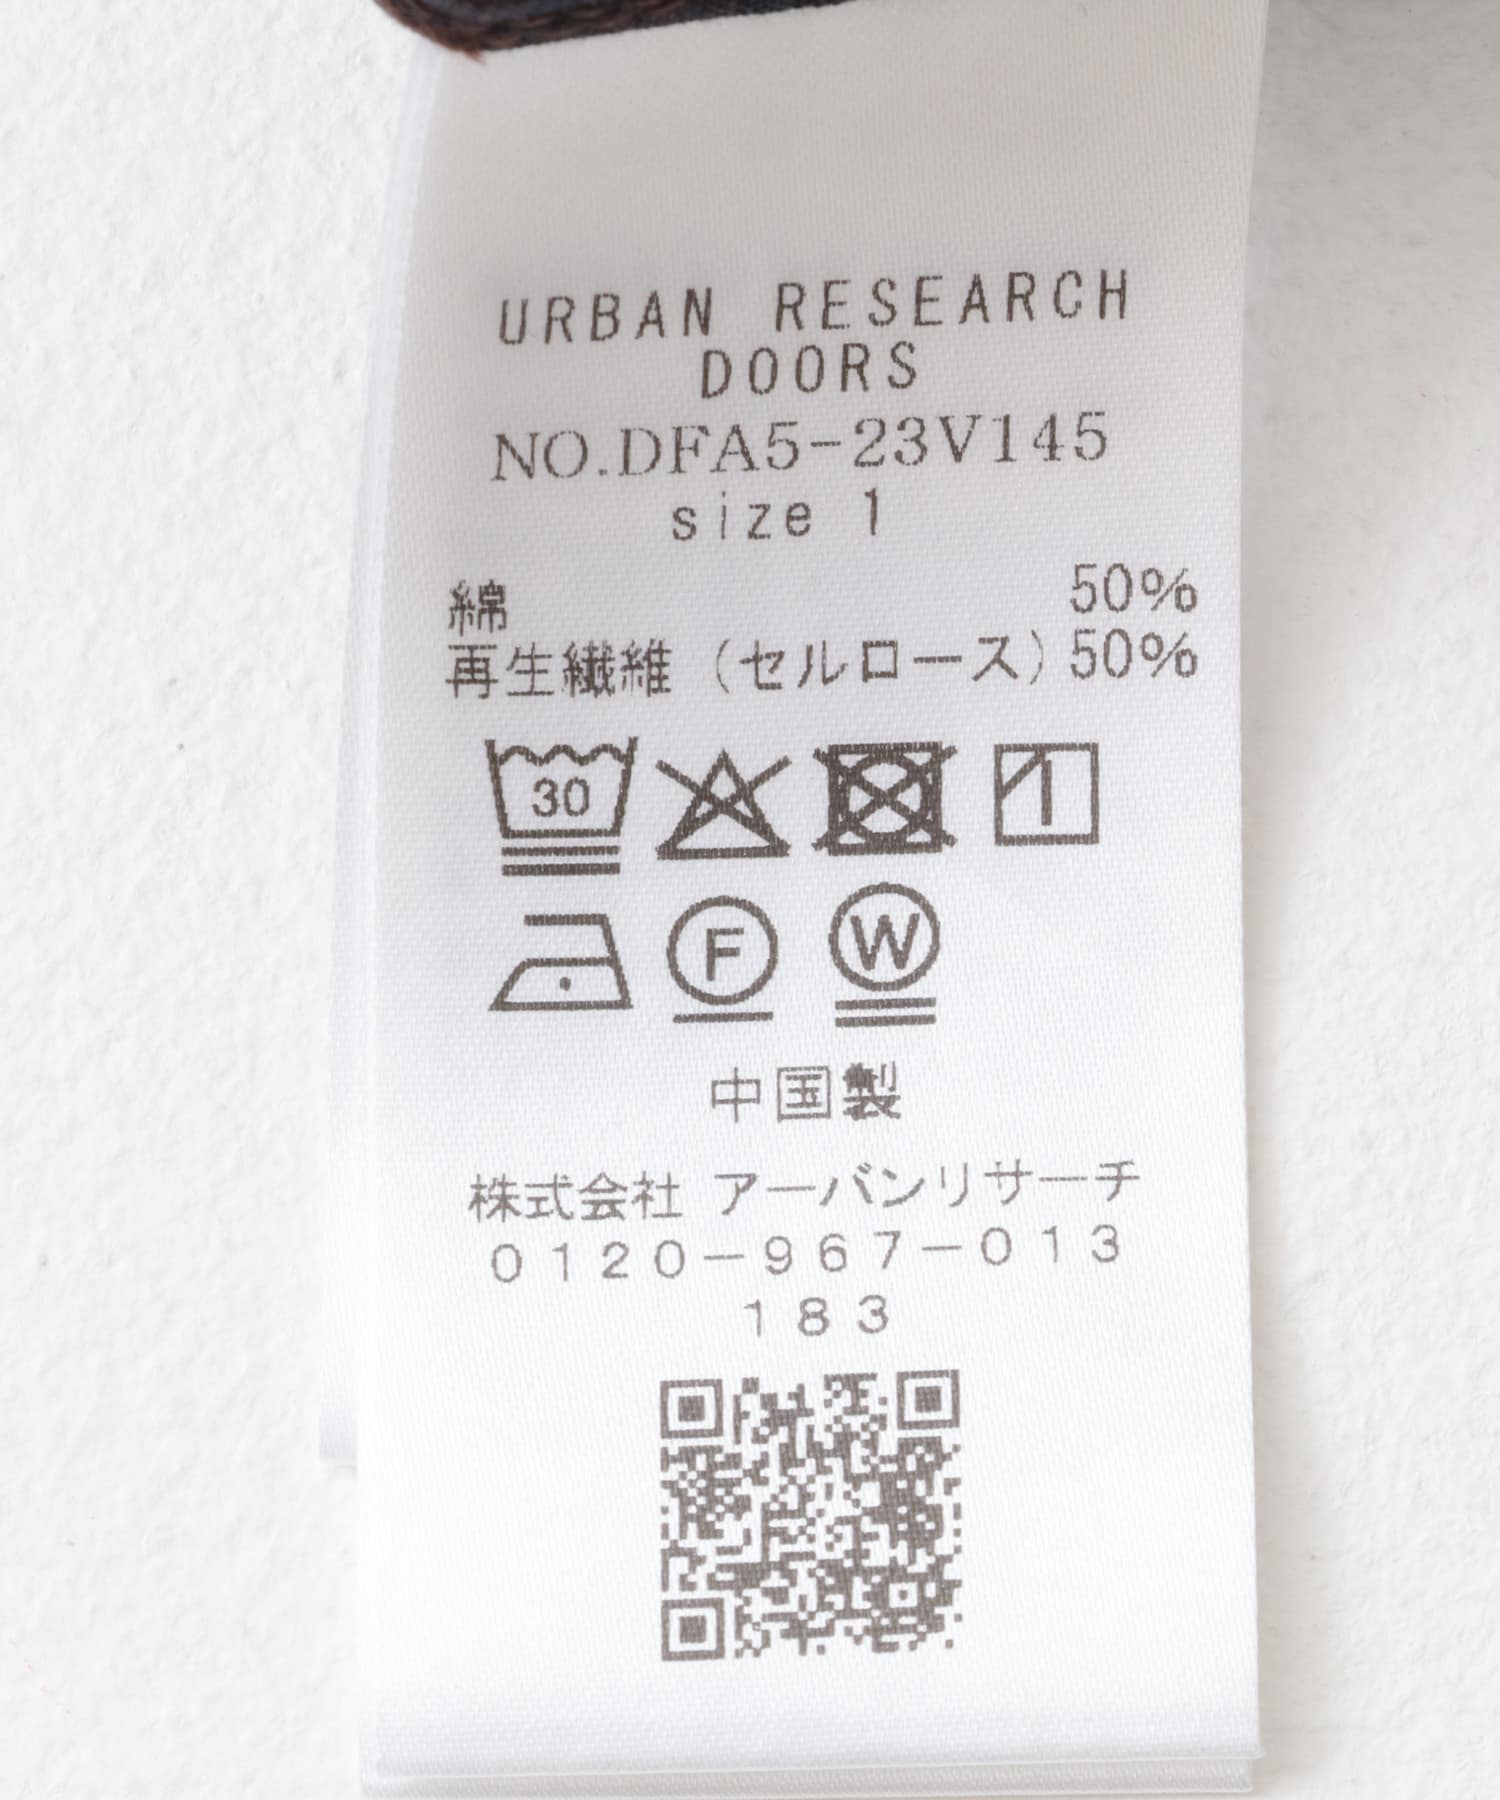 URBAN RESEARCH
DOORS
NO.DFA5-23V145
size 1
綿 50%
再生繊維(セルロース)50%
30
F W
中国製
株式会社 アーバンリサーチ
0120-967-013
183